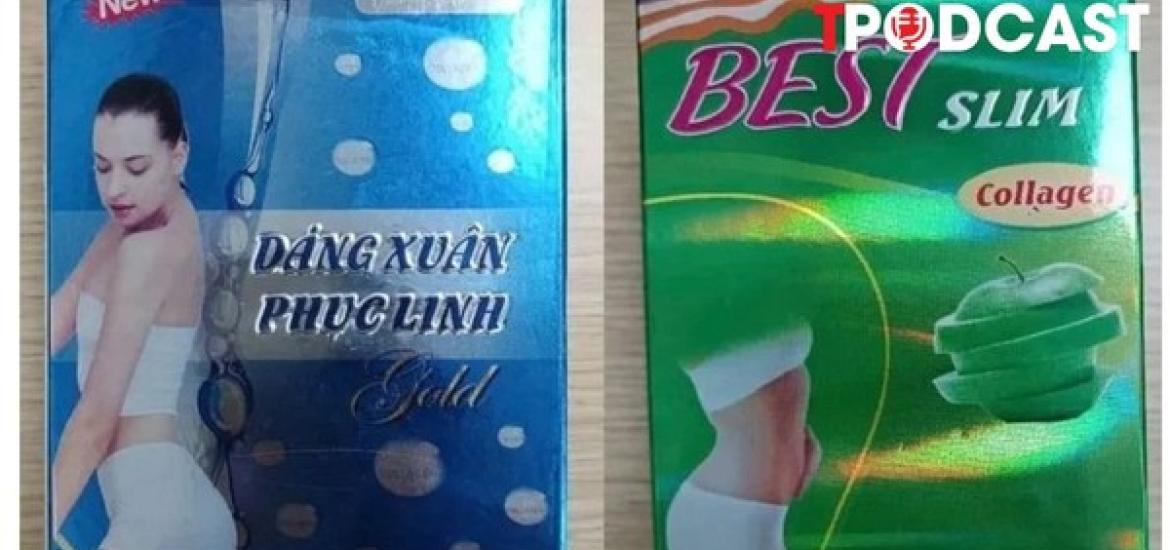 New
DÁNG XUÂN
PHỤC LINH
Gold
TPODCAST
BEST
SLIM
Collagen